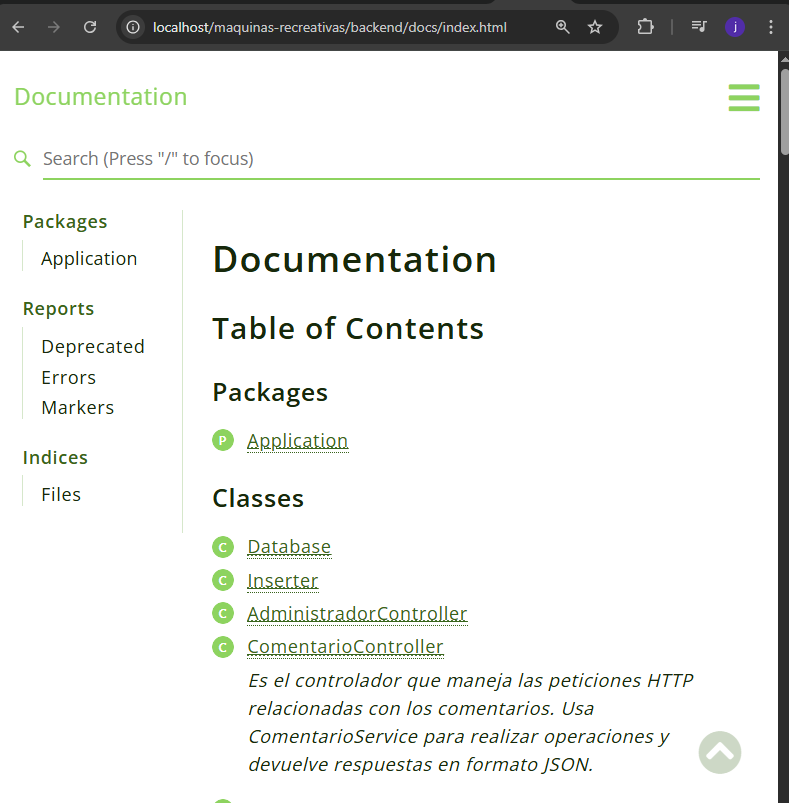 localhost/maquinas-recreativas/backend/docs/index.html
j
Documentation
Search (Press "/" to focus)
Packages
Application
Reports
Deprecated
Errors
Markers
Indices
Files
Documentation
Table of Contents
Packages
P Application
Classes
C Database
C Inserter
C AdministradorController
C ComentarioController
Es el controlador que maneja las peticiones HTTP
relacionadas con los comentarios. Usa
ComentarioService para realizar operaciones y
devuelve respuestas en formato JSON.